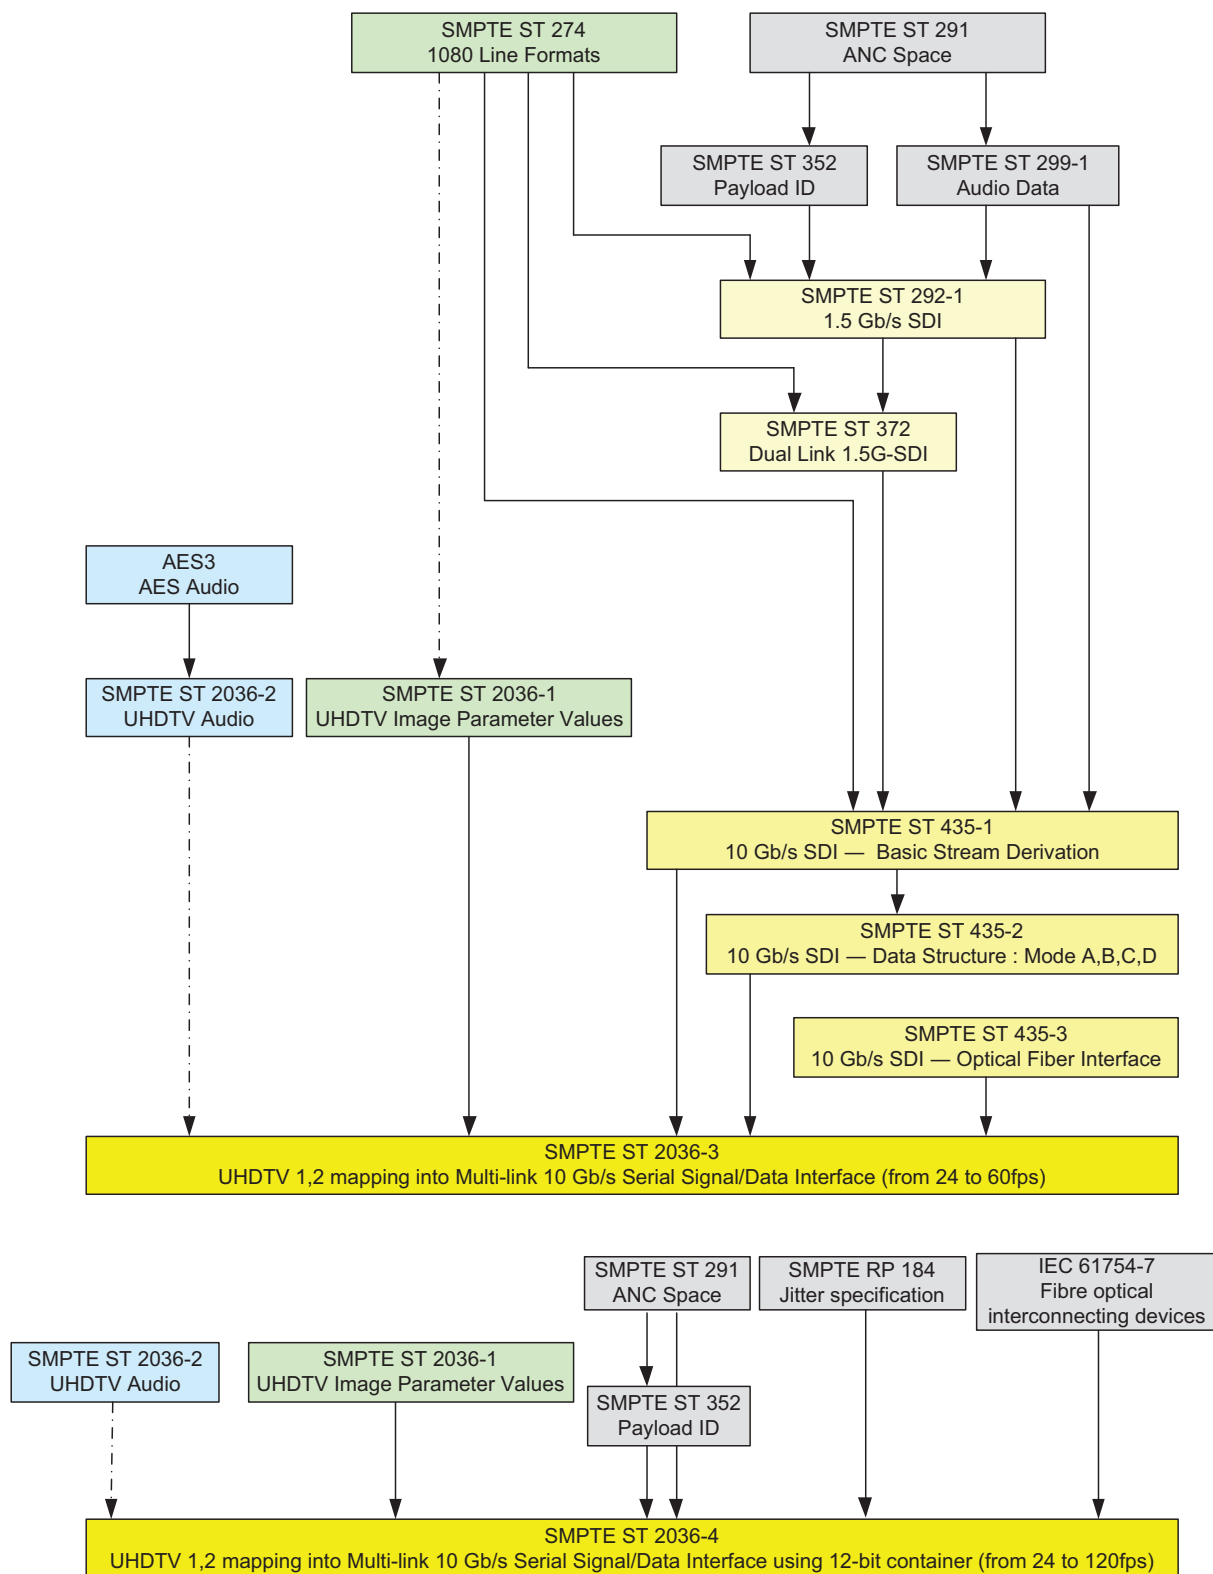 SMPTE ST 274
1080 Line Formats
SMPTE ST 291
ANC Space
SMPTE ST 352
Payload ID
SMPTE ST 299-1
Audio Data
SMPTE ST 292-1
1.5 Gb/s SDI
SMPTE ST 372
Dual Link 1.5G-SDI
AES3
AES Audio
SMPTE ST 2036-2
UHDTV Audio
SMPTE ST 2036-1
UHDTV Image Parameter Values
SMPTE ST 435-1
10 Gb/s SDI — Basic Stream Derivation
SMPTE ST 435-2
10 Gb/s SDI — Data Structure : Mode A,B,C,D
SMPTE ST 435-3
10 Gb/s SDI — Optical Fiber Interface
SMPTE ST 2036-3
UHDTV 1,2 mapping into Multi-link 10 Gb/s Serial Signal/Data Interface (from 24 to 60fps)
SMPTE ST 291
ANC Space
SMPTE RP 184
Jitter specification
IEC 61754-7
Fibre optical
interconnecting devices
SMPTE ST 2036-2
UHDTV Audio
SMPTE ST 2036-1
UHDTV Image Parameter Values
SMPTE ST 352
Payload ID
SMPTE ST 2036-4
UHDTV 1,2 mapping into Multi-link 10 Gb/s Serial Signal/Data Interface using 12-bit container (from 24 to 120fps)